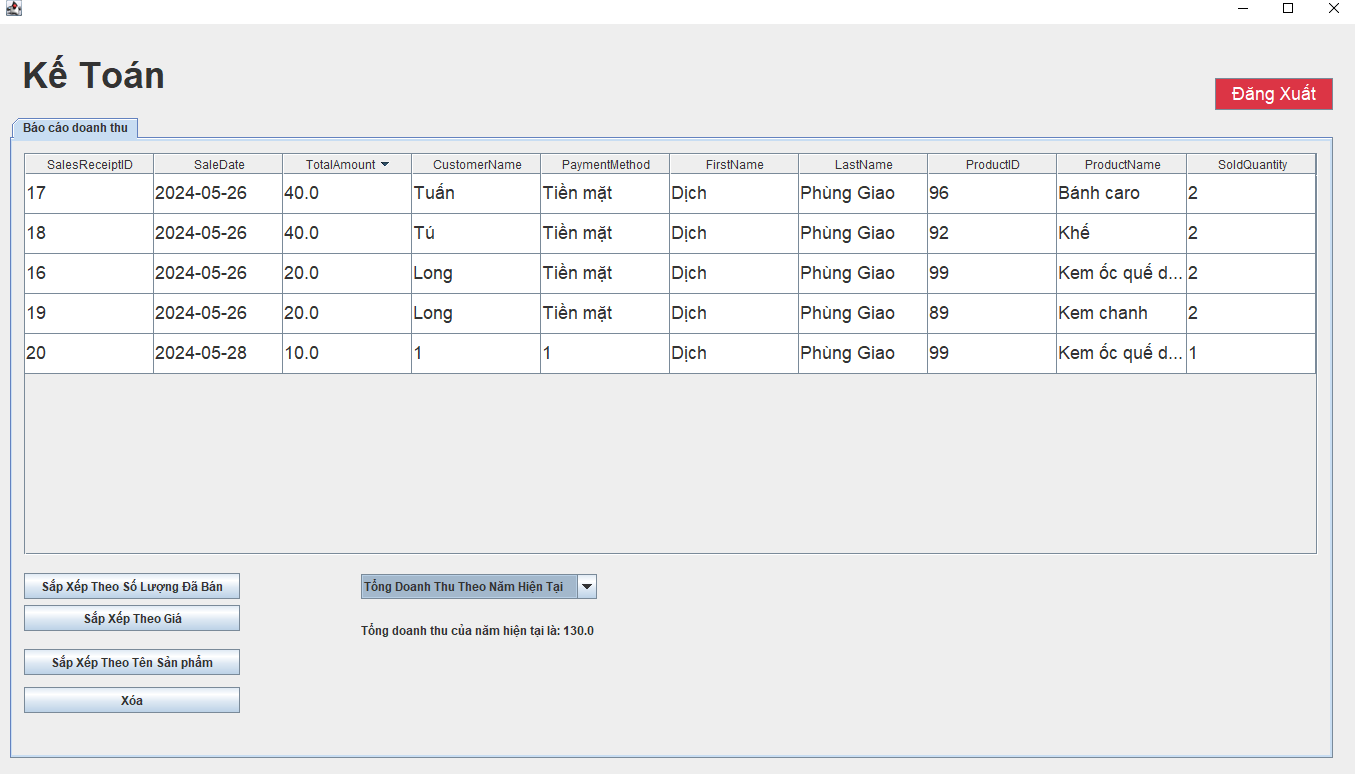 Kế Toán
Đăng Xuất
Báo cáo doanh thu
SalesReceiptID SaleDate TotalAmount CustomerName PaymentMethod FirstName LastName ProductID ProductName SoldQuantity
17 2024-05-26 40.0 Tuấn Tiền mặt Dịch Phùng Giao 96 Bánh caro 2
18 2024-05-26 40.0 Tú Tiền mặt Dịch Phùng Giao 92 Khế 2
16 2024-05-26 20.0 Long Tiền mặt Dịch Phùng Giao 99 Kem ốc quế d... 2
19 2024-05-26 20.0 Long Tiền mặt Dịch Phùng Giao 89 Kem chanh 2
20 2024-05-28 10.0 1 1 Dịch Phùng Giao 99 Kem ốc quế d... 1
Sắp Xếp Theo Số Lượng Đã Bán
Tổng Doanh Thu Theo Năm Hiện Tại
Sắp Xếp Theo Giá
Tổng doanh thu của năm hiện tại là: 130.0
Sắp Xếp Theo Tên Sản phẩm
Xóa